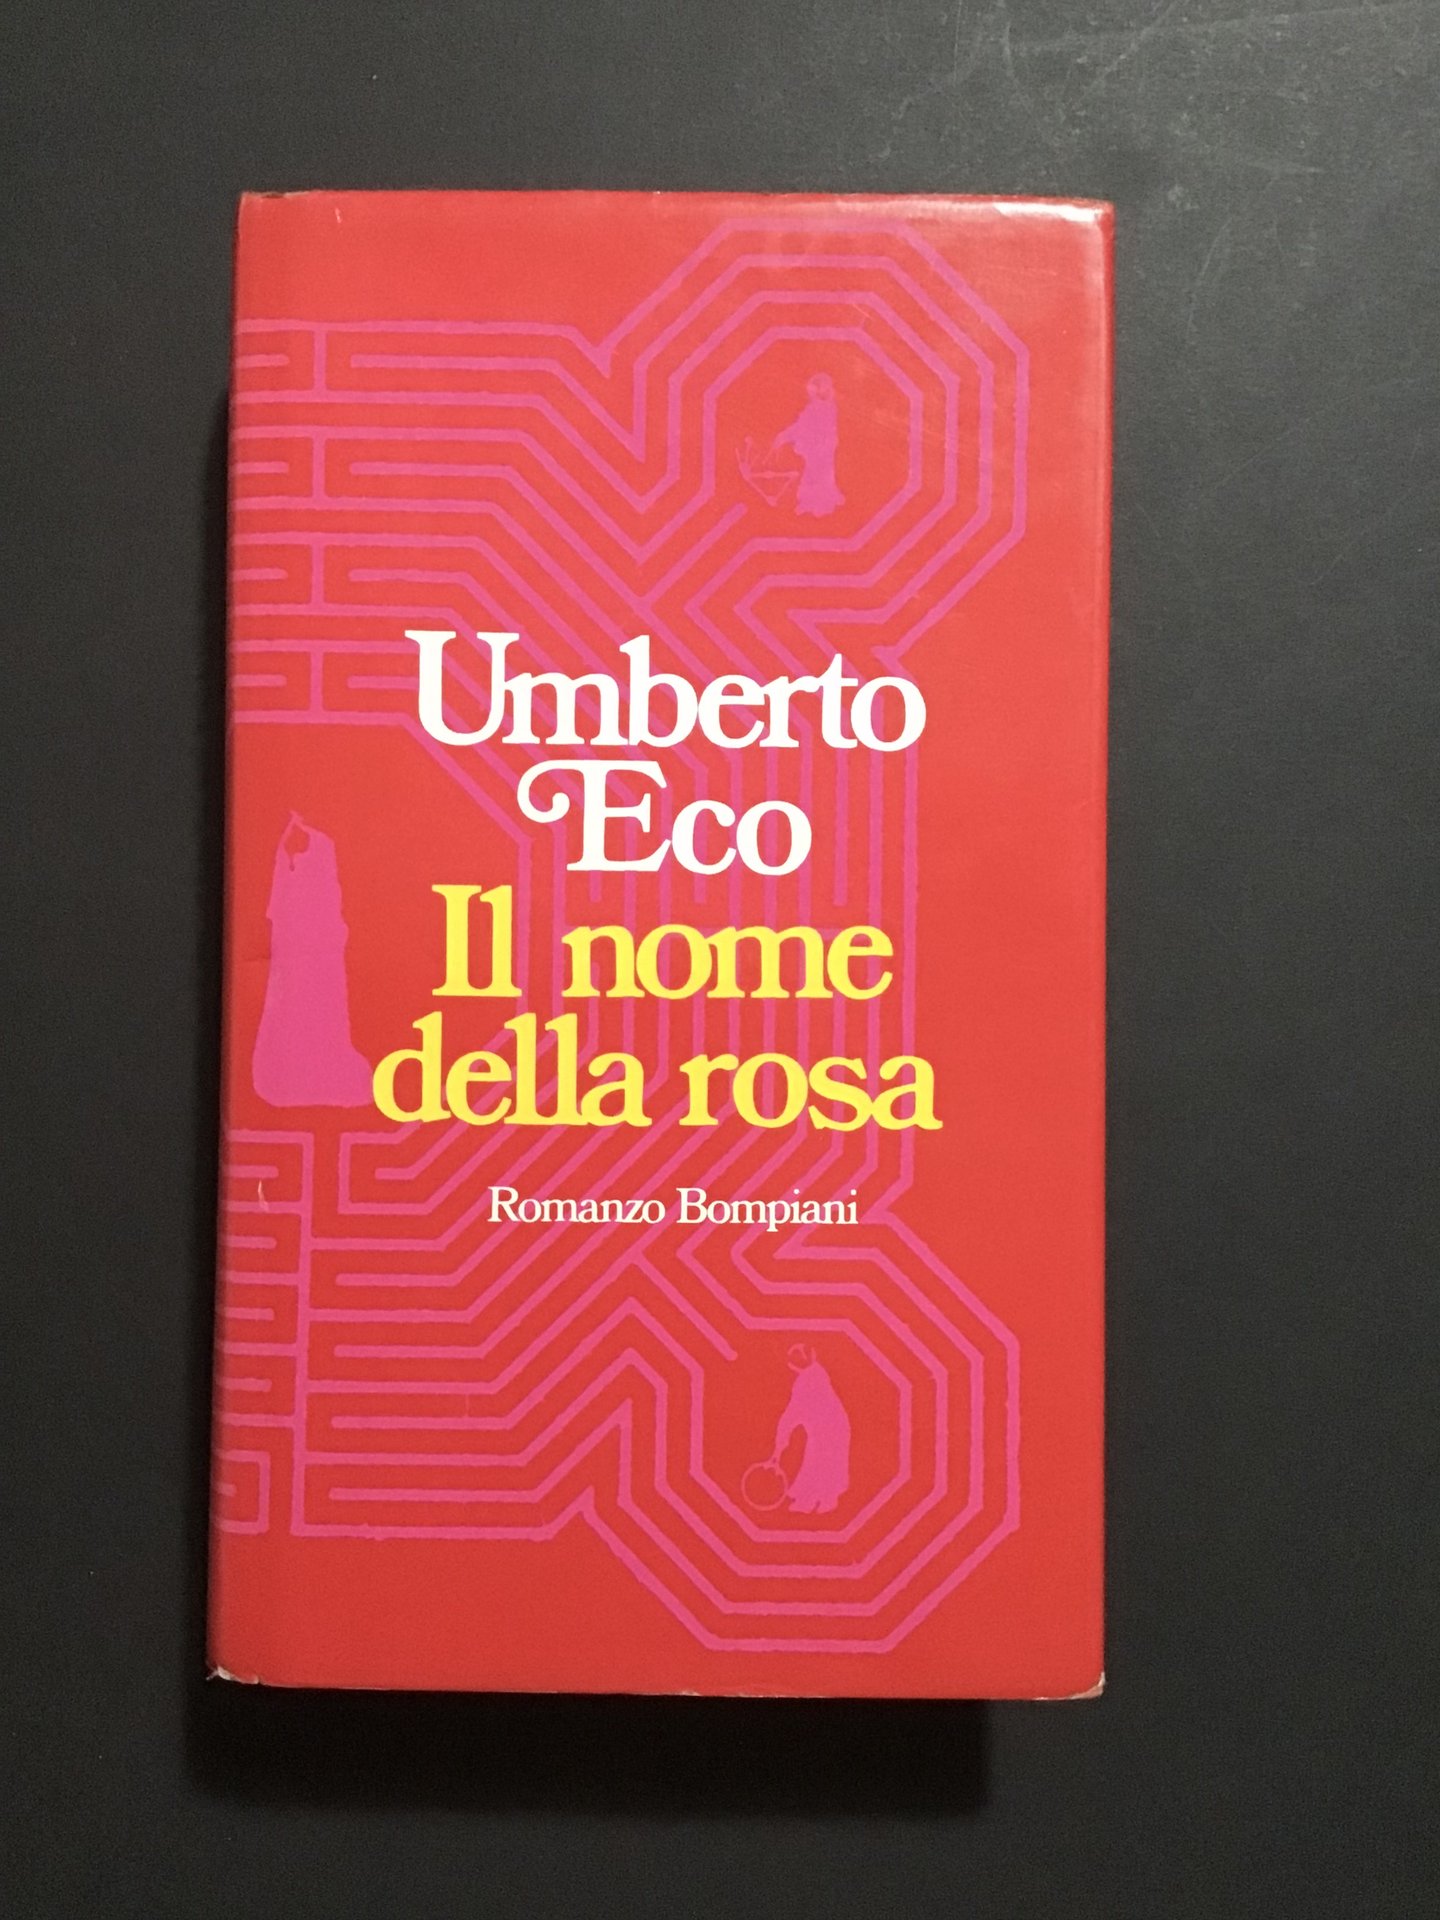 Umberto
Eco
Il nome
della rosa
Romanzo Bompiani